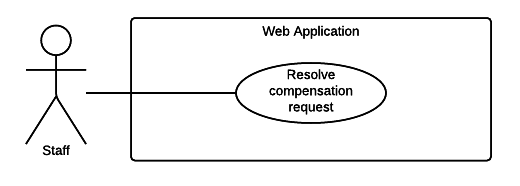 Web Application
Resolve
compensation
request
Staff